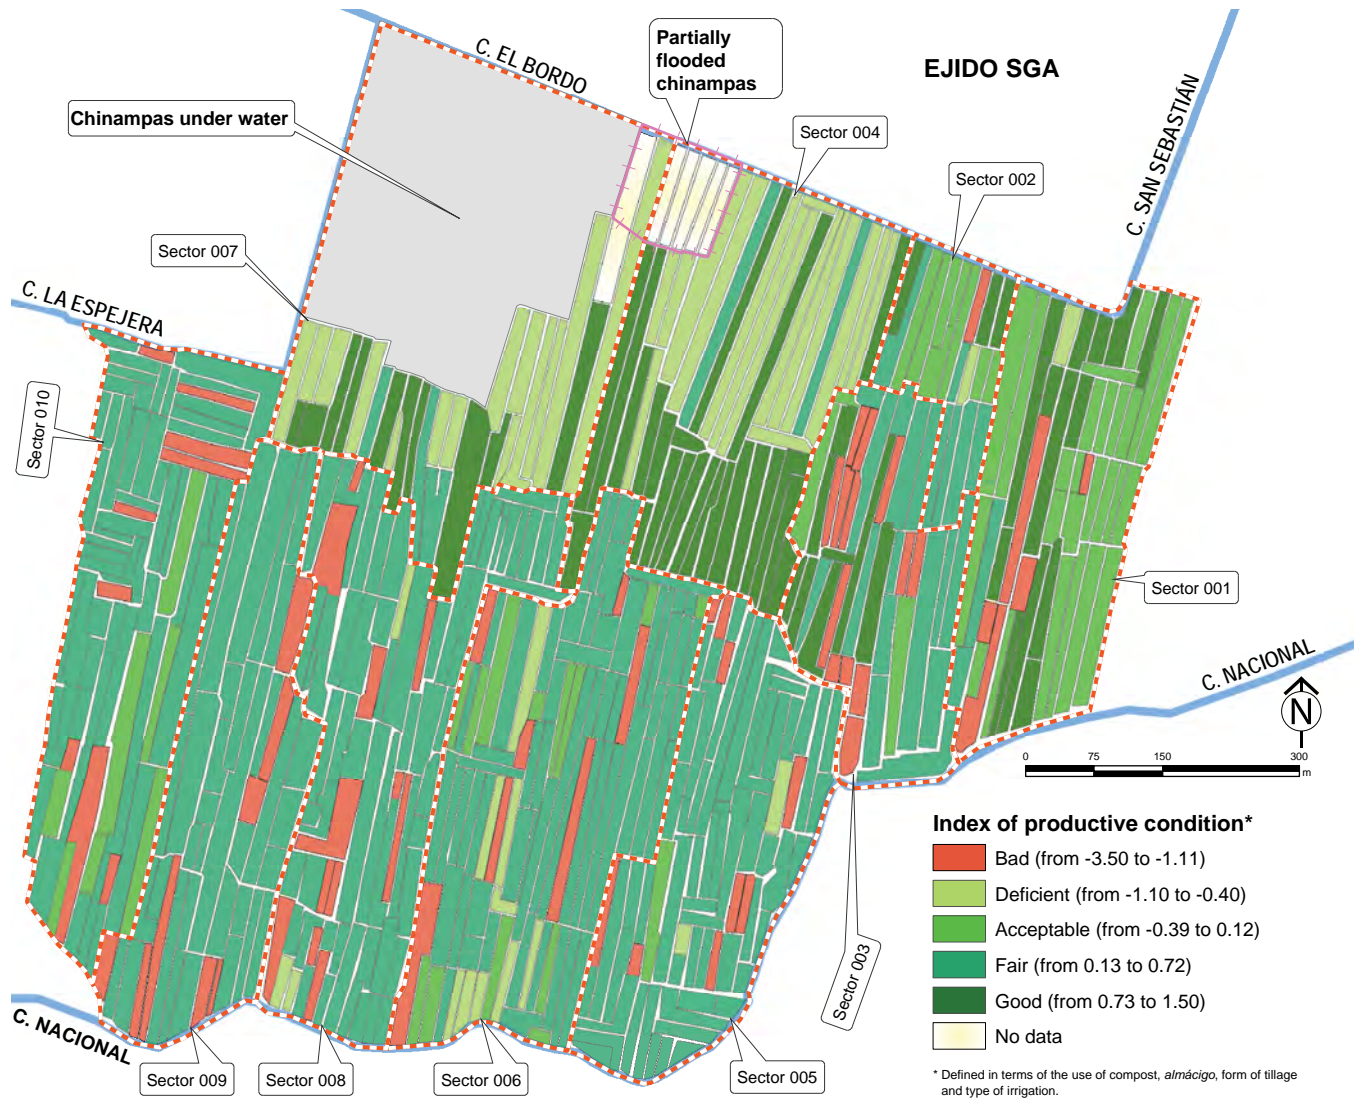 C. EL BORDO
Partially
flooded
chinampas
EJIDO SGA
C. SAN SEBASTIÁN
Chinampas under water
Sector 004
Sector 002
Sector 007
C. LA ESPEJERA
Sector 010
Sector 001
C. NACIONAL
N
0 75 150 300
m
Index of productive condition*
Bad (from -3.50 to -1.11)
Deficient (from -1.10 to -0.40)
Acceptable (from -0.39 to 0.12)
Fair (from 0.13 to 0.72)
Good (from 0.73 to 1.50)
No data
Sector 003
C. NACIONAL
Sector 009
Sector 008
Sector 006
Sector 005
* Defined in terms of the use of compost, almácigo, form of tillage
and type of irrigation.